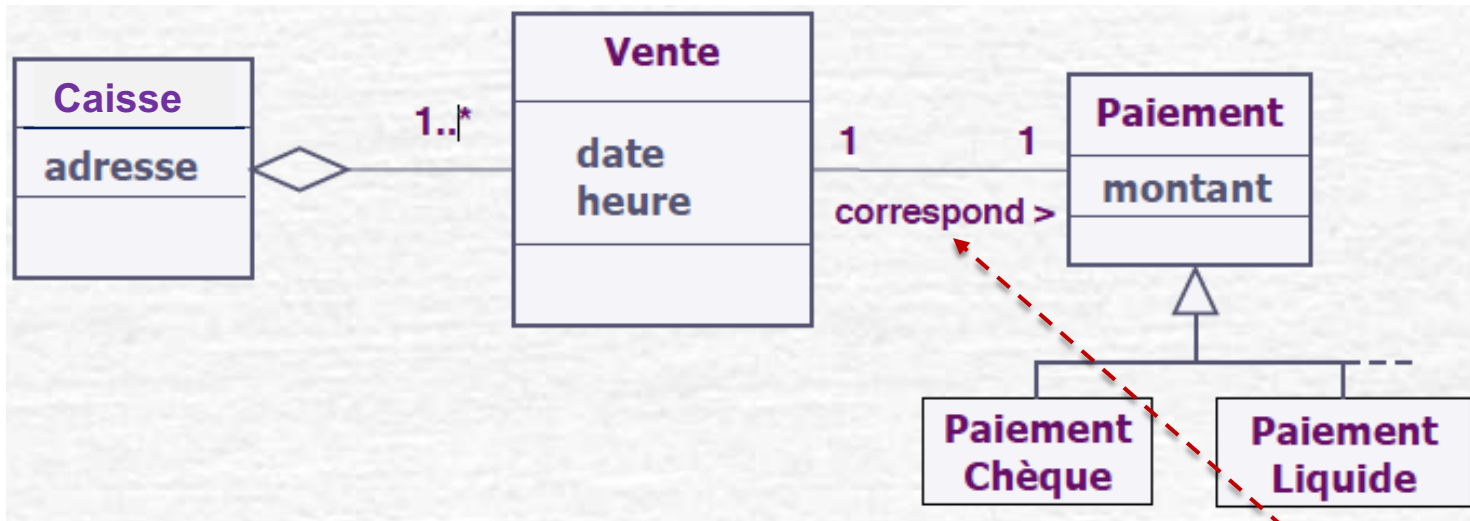 Caisse
adresse
1..*
Vente
date
heure
1
1
correspond >
Paiement
montant
Paiement
Chèque
Paiement
Liquide